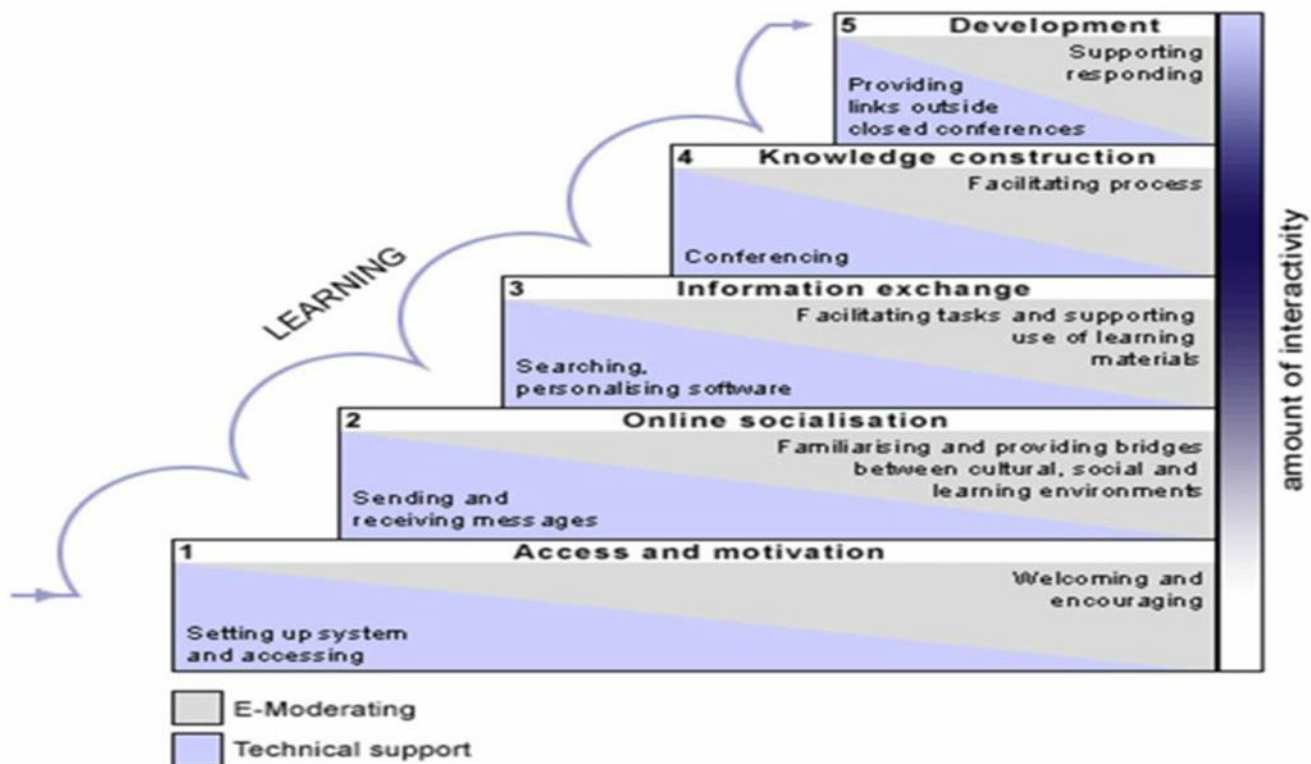 5 Development
Supporting
responding
Providing
links outside
closed conferences
4 Knowledge construction
Facilitating process
Conferencing
3 Information exchange
Facilitating tasks and supporting
use of learning
materials
Searching,
personalising software
2 Online socialisation
Familiarising and providing bridges
between cultural, social and
learning environments
Sending and
receiving messages
1 Access and motivation
Welcoming and
encouraging
Setting up system
and accessing
LEARNING
amount of interactivity
E-Moderating
Technical support